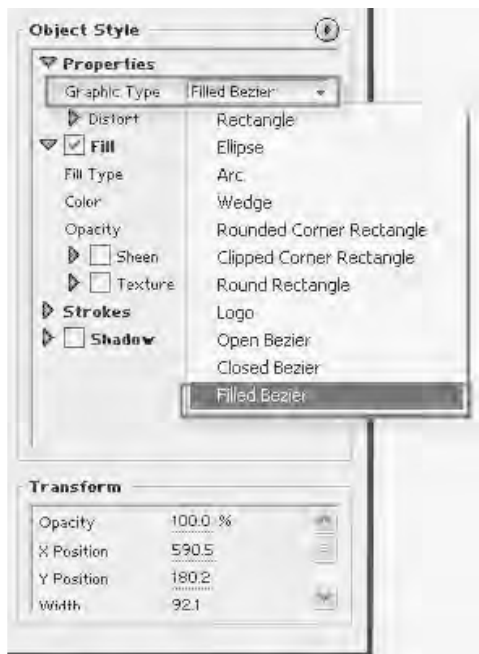 Object Style
Properties
Graphic Type Filled Bezier
Distort
Rectangle
Fill
Ellipse
Fill Type
Arc
Color
Wedge
Opacity
Rounded Corner Rectangle
Sheen
Clipped Corner Rectangle
Texture
Round Rectangle
Strokes
Logo
Shadow
Open Bezier
Closed Bezier
Filled Bezier
Transform
Opacity 100.0 %
X Position 590.5
Y Position 180.2
Width 92.1